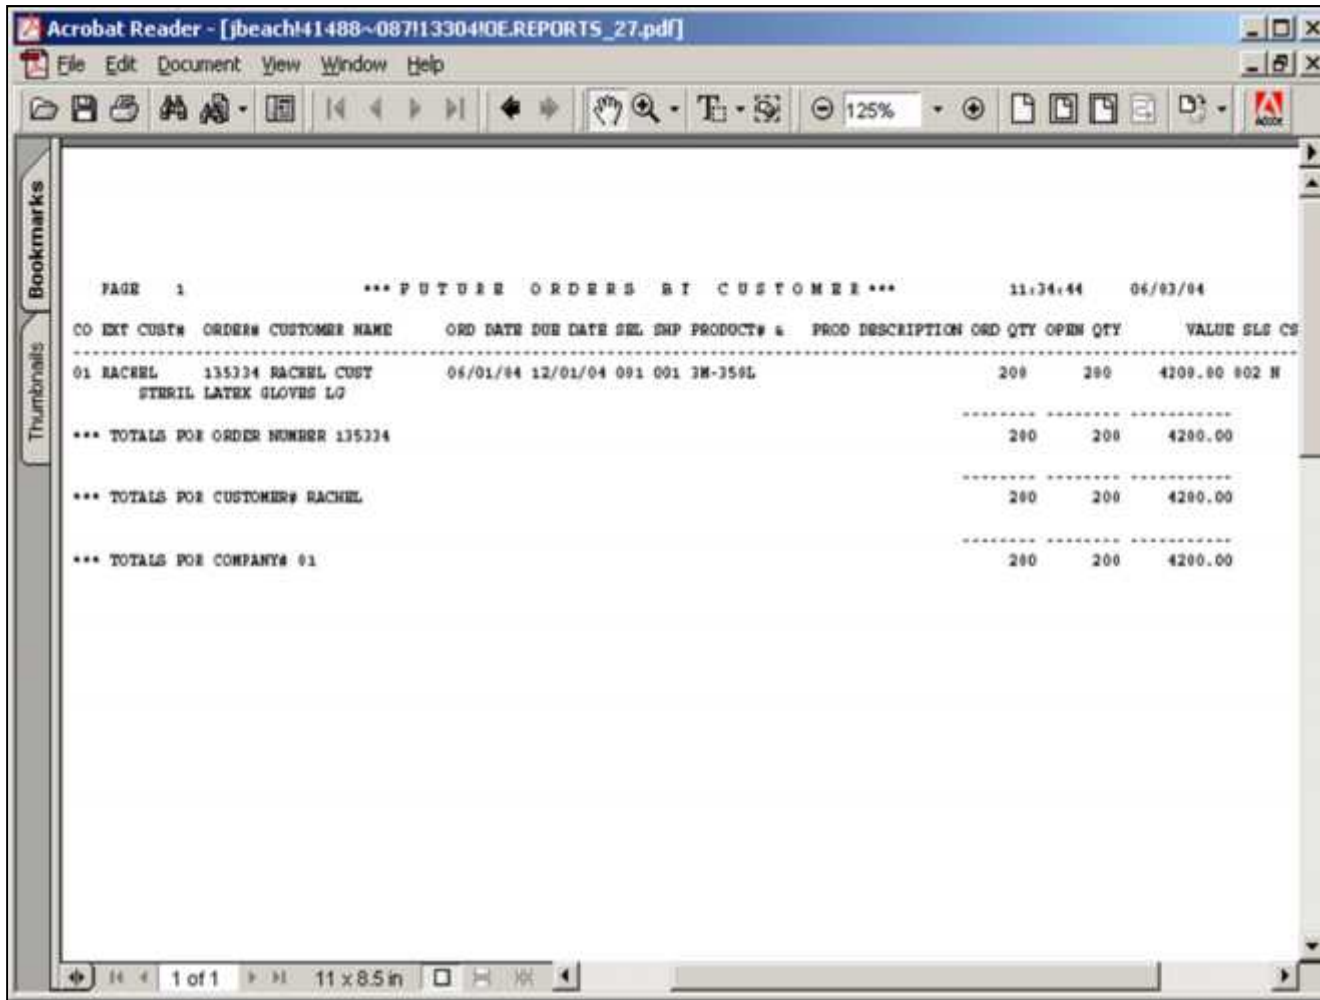 Acrobat Reader - [jbeach!41488~087!13304!OE.REPORTS_27.pdf]
File Edit Document View Window Help
125%
Adobe
Bookmarks
Thumbnails
PAGE 1 *** F U T U R E O R D E R S B Y C U S T O M E R *** 11:34:44 06/03/04
CO EXT CUST# ORDER# CUSTOMER NAME ORD DATE DUE DATE SEL SHP PRODUCT# & PROD DESCRIPTION ORD QTY OPEN QTY VALUE SLS CS
01 RACHEL 135334 RACHEL CUST 06/01/04 12/01/04 001 001 3M-350L 200 200 4200.00 002 N
STERIL LATEX GLOVES LG
*** TOTALS FOR ORDER NUMBER 135334 200 200 4200.00
*** TOTALS FOR CUSTOMER# RACHEL 200 200 4200.00
*** TOTALS FOR COMPANY# 01 200 200 4200.00
1 of 1 11 x 8.5 in